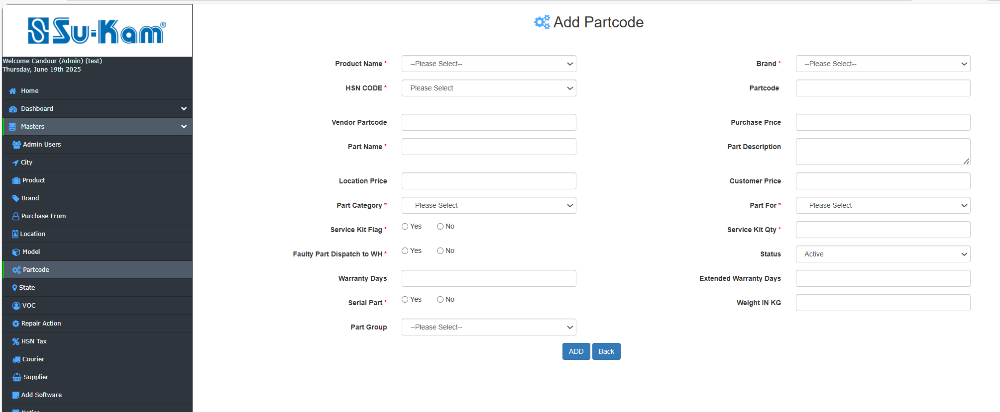 Su-Kam®
Welcome Candour (Admin) (test)
Thursday, June 19th 2025
Home
Dashboard
Masters
Admin Users
City
Product
Brand
Purchase From
Location
Model
Partcode
State
VOC
Repair Action
HSN Tax
Courier
Supplier
Add Software
Add Partcode
Product Name * --Please Select-- Brand * --Please Select--
HSN CODE * Please Select Partcode
Vendor Partcode Purchase Price
Part Name * Part Description
Location Price Customer Price
Part Category * --Please Select-- Part For * --Please Select--
Service Kit Flag * Yes No Service Kit Qty *
Faulty Part Dispatch to WH * Yes No Status Active
Warranty Days Extended Warranty Days
Serial Part * Yes No Weight IN KG
Part Group --Please Select--
ADD Back